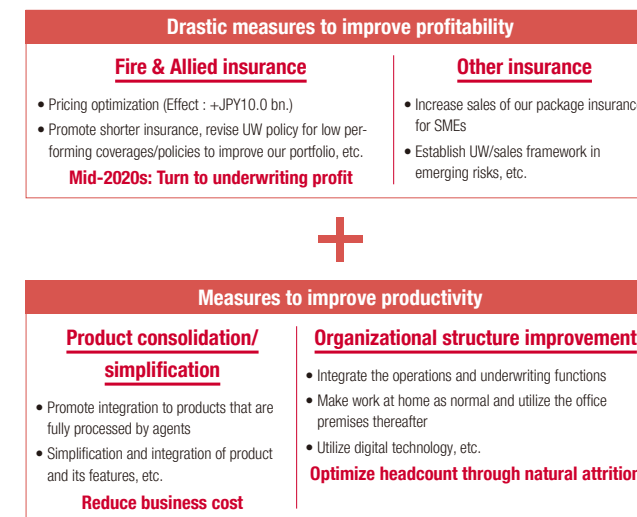 Drastic measures to improve profitability
Fire & Allied insurance
• Pricing optimization (Effect : +JPY10.0 bn.)
• Promote shorter insurance, revise UW policy for low per-
forming coverages/policies to improve our portfolio, etc.
Mid-2020s: Turn to underwriting profit
Other insurance
• Increase sales of our package insurance
for SMEs
• Establish UW/sales framework in
emerging risks, etc.
+
Measures to improve productivity
Product consolidation/
simplification
• Promote integration to products that are
fully processed by agents
• Simplification and integration of product
and its features, etc.
Reduce business cost
Organizational structure improvement
• Integrate the operations and underwriting functions
• Make work at home as normal and utilize the office
premises thereafter
• Utilize digital technology, etc.
Optimize headcount through natural attrition